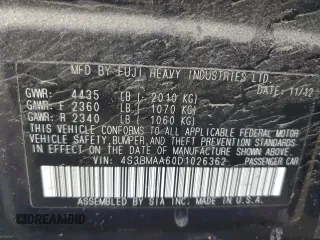 MFD BY FUJI HEAVY INDUSTRIES LTD.
DATE: 11/12
GVWR: 4435 LB ( 2010 KG)
GAWR: F 2360 LB ( 1070 KG)
GAWR: R 2340 LB ( 1060 KG)
THIS VEHICLE CONFORMS TO ALL APPLICABLE FEDERAL MOTOR
VEHICLE SAFETY, BUMPER, AND THEFT PREVENTION STANDARDS
IN EFFECT ON THE DATE OF MANUFACTURE SHOWN ABOVE.
VIN: 4S3BMAA60D1026362 PASSENGER CAR
ASSEMBLED BY SIA, INC. MADE IN U.S.A.